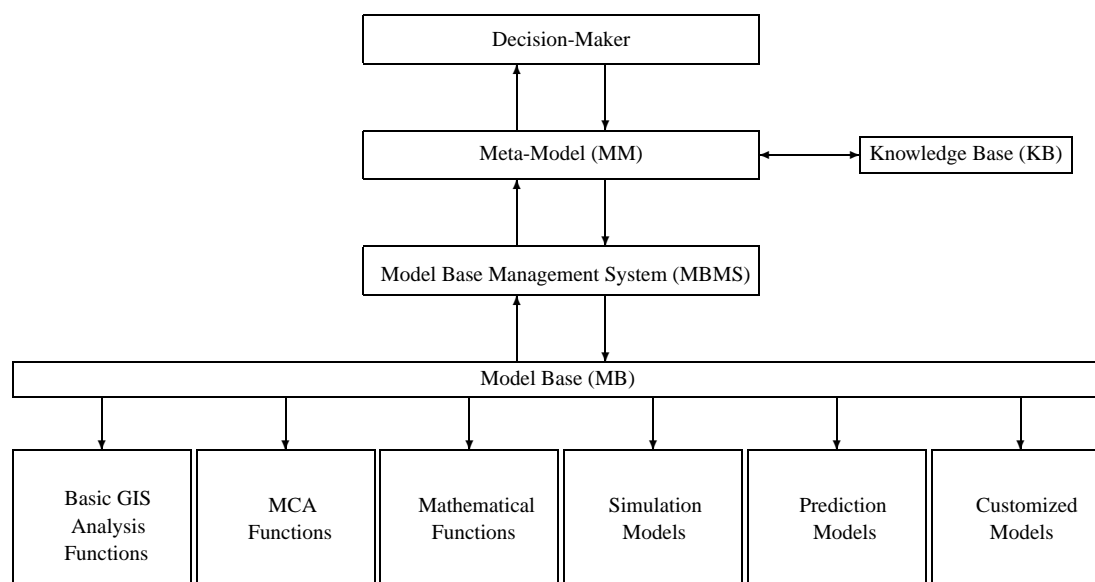 Decision-Maker
Meta-Model (MM)
Knowledge Base (KB)
Model Base Management System (MBMS)
Model Base (MB)
Basic GIS
Analysis
Functions
MCA
Functions
Mathematical
Functions
Simulation
Models
Prediction
Models
Customized
Models